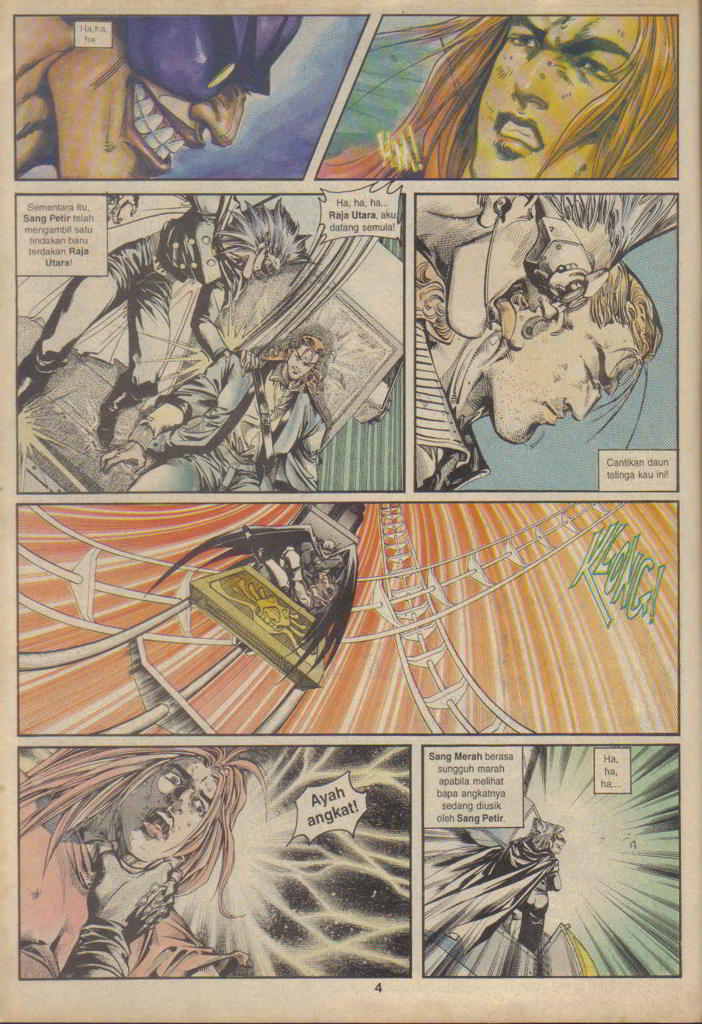 Ha, ha,
ha...
Sementara itu,
Sang Petir telah
mengambil satu
tindakan baru
terdakan Raja
Utara!
Ha, ha, ha...
Raja Utara, aku
datang semula!
Cantikan daun
telinga kau ini!
KLONG!
Ayah
angkat!
Sang Merah berasa
sungguh marah
apabila melihat
bapa angkatnya
sedang diusik
oleh Sang Petir.
Ha,
ha,
ha....
4